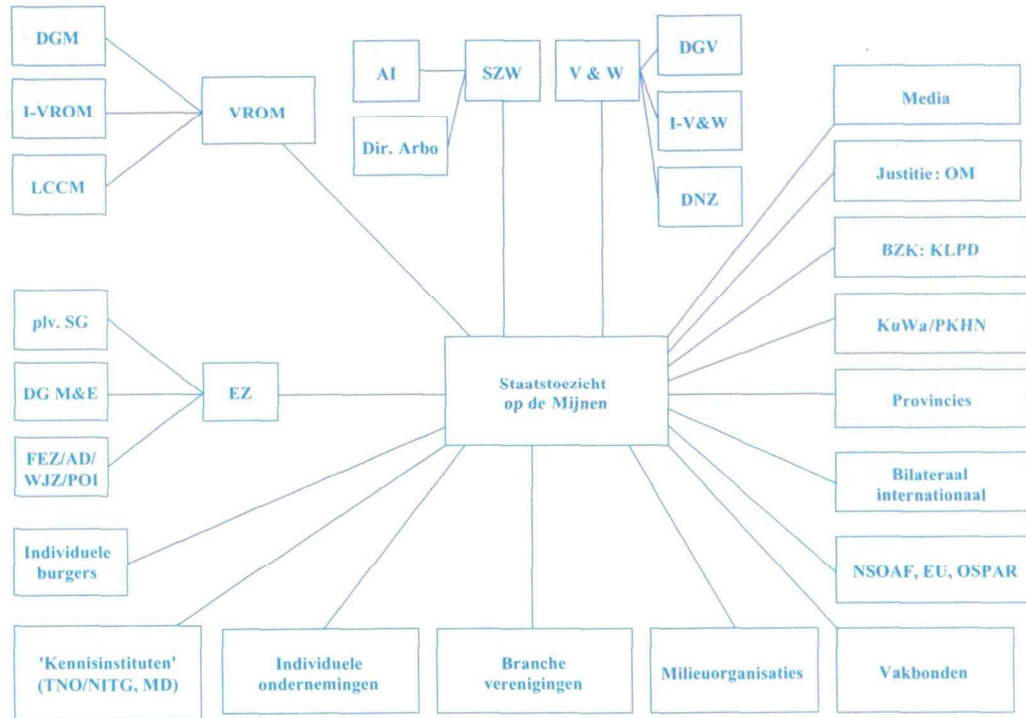 DGM
I-VROM
LCCM
VROM
AI
Dir. Arbo
SZW
V & W
DGV
I-V&W
DNZ
Media
Justitie: OM
BZK: KLPD
KuWa/PKHN
Provincies
Bilateraal
internationaal
NSOAF, EU, OSPAR
Vakbonden
plv. SG
DG M&E
FEZ/AD/
WJZ/POI
EZ
Staatstoezicht
op de Mijnen
Individuele
burgers
'Kennisinstituten'
(TNO/NITG, MD)
Individuele
ondernemingen
Branche
verenigingen
Milieuorganisaties